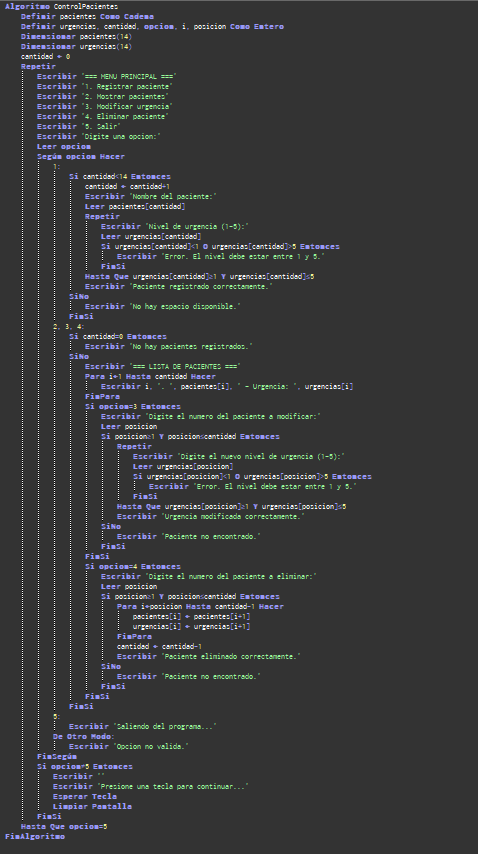 Algoritmo ControlPacientes
Definir pacientes Como Cadena
Definir urgencias, cantidad, opcion, i, posicion Como Entero
Dimensionar pacientes(14)
Dimensionar urgencias(14)
cantidad ← 0
Repetir
Escribir "=== MENU PRINCIPAL ==="
Escribir "1. Registrar paciente"
Escribir "2. Mostrar pacientes"
Escribir "3. Modificar urgencia"
Escribir "4. Eliminar paciente"
Escribir "5. Salir"
Escribir "Digite una opcion:"
Leer opcion
Según opcion Hacer
1:
Si cantidad<14 Entonces
cantidad ← cantidad+1
Escribir "Nombre del paciente:"
Leer pacientes[cantidad]
Repetir
Escribir "Nivel de urgencia (1-5):"
Leer urgencias[cantidad]
Si urgencias[cantidad]<1 O urgencias[cantidad]>5 Entonces
Escribir "Error. El nivel debe estar entre 1 y 5."
FinSi
Hasta Que urgencias[cantidad]≥1 Y urgencias[cantidad]≤5
Escribir "Paciente registrado correctamente."
SiNo
Escribir "No hay espacio disponible."
FinSi
2, 3, 4:
Si cantidad=0 Entonces
Escribir "No hay pacientes registrados."
SiNo
Escribir "=== LISTA DE PACIENTES ==="
Para i←1 Hasta cantidad Hacer
Escribir i, ". ", pacientes[i], " - Urgencia: ", urgencias[i]
FinPara
Si opcion=3 Entonces
Escribir "Digite el numero del paciente a modificar:"
Leer posicion
Si posicion≥1 Y posicion≤cantidad Entonces
Repetir
Escribir "Digite el nuevo nivel de urgencia (1-5):"
Leer urgencias[posicion]
Si urgencias[posicion]<1 O urgencias[posicion]>5 Entonces
Escribir "Error. El nivel debe estar entre 1 y 5."
FinSi
Hasta Que urgencias[posicion]≥1 Y urgencias[posicion]≤5
Escribir "Urgencia modificada correctamente."
SiNo
Escribir "Paciente no encontrado."
FinSi
FinSi
Si opcion=4 Entonces
Escribir "Digite el numero del paciente a eliminar:"
Leer posicion
Si posicion≥1 Y posicion≤cantidad Entonces
Para i←posicion Hasta cantidad-1 Hacer
pacientes[i] ← pacientes[i+1]
urgencias[i] ← urgencias[i+1]
FinPara
cantidad ← cantidad-1
Escribir "Paciente eliminado correctamente."
SiNo
Escribir "Paciente no encontrado."
FinSi
FinSi
FinSi
5:
Escribir "Saliendo del programa..."
De Otro Modo:
Escribir "Opcion no valida."
FinSegún
Si opcion≠5 Entonces
Escribir ""
Escribir "Presione una tecla para continuar..."
Esperar Tecla
Limpiar Pantalla
FinSi
Hasta Que opcion=5
FinAlgoritmo